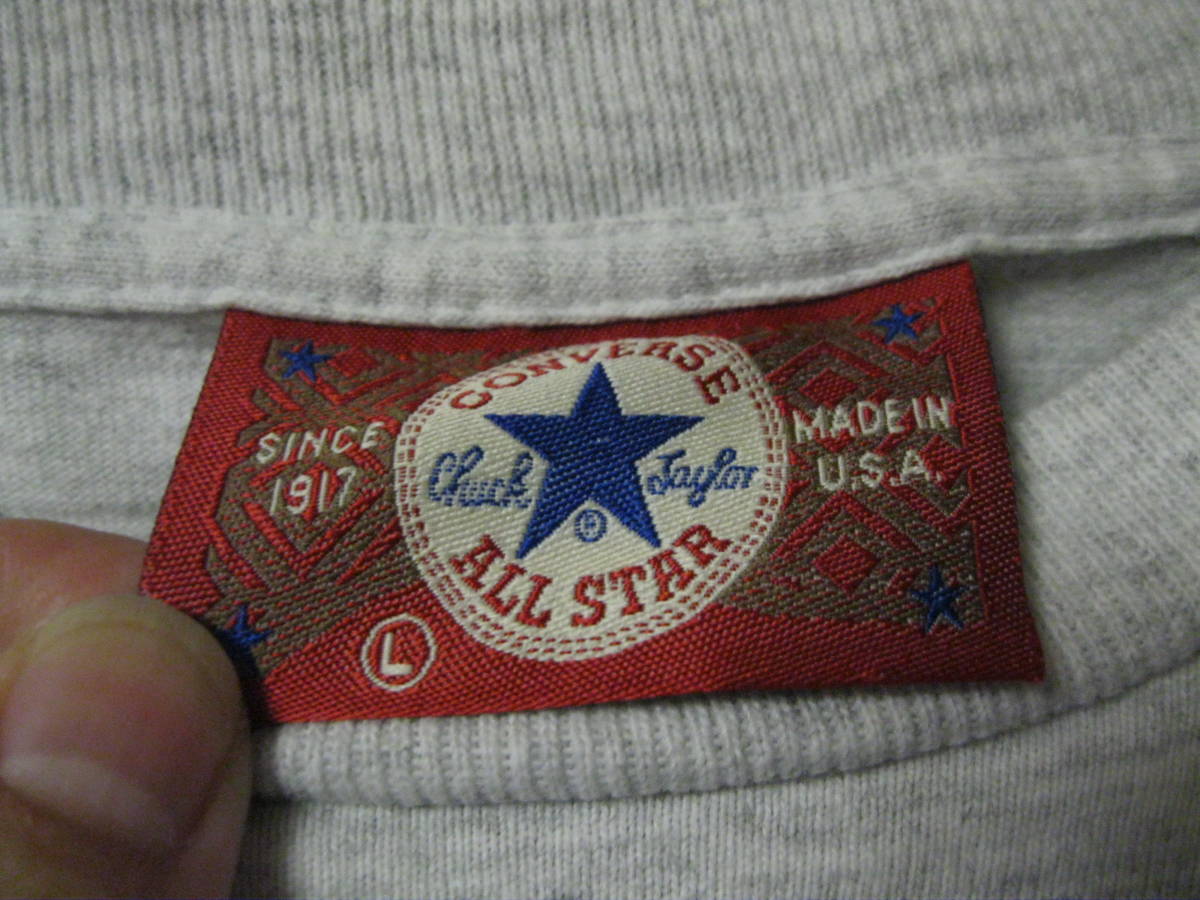 SINCE
1917
CONVERSE
Chuck Taylor
®
ALL STAR
MADE IN
U.S.A.
L